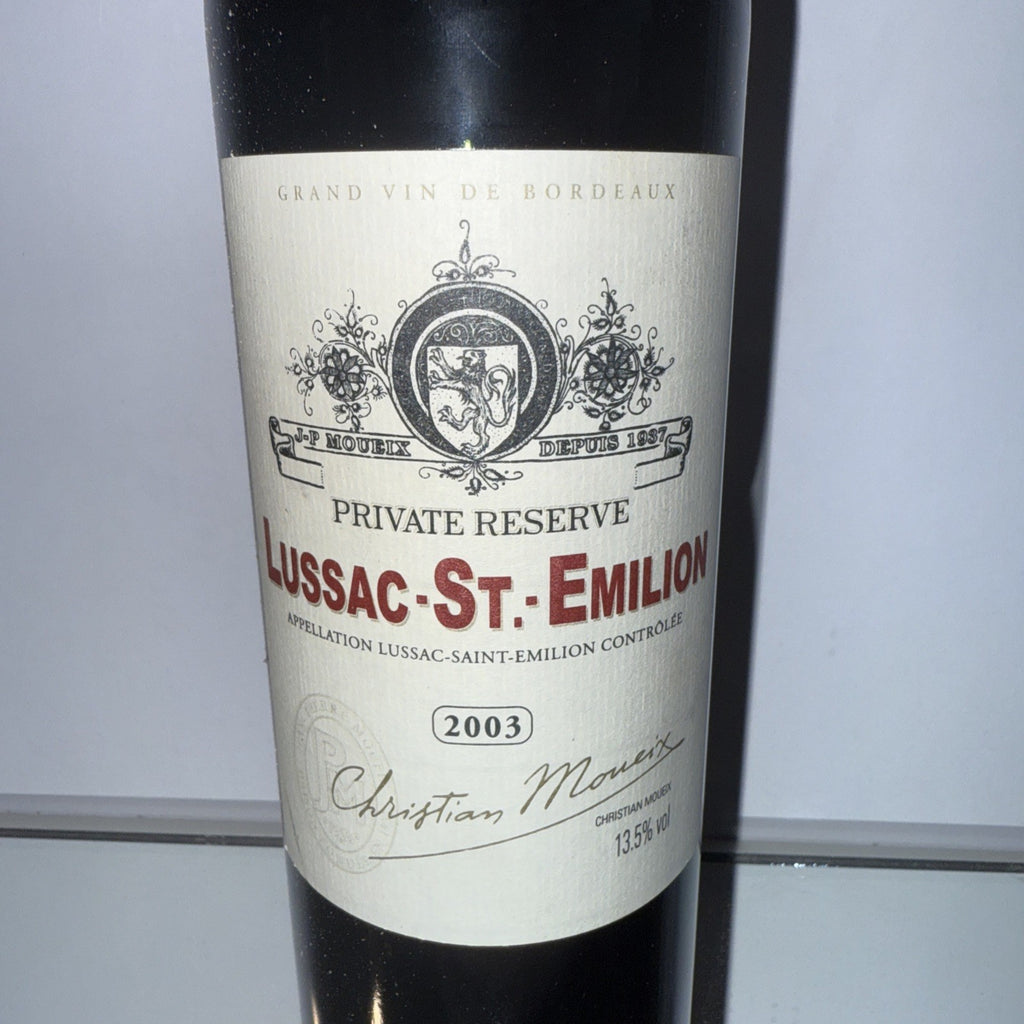 GRAND VIN DE BORDEAUX
J-P MOUEIX DEPUIS 1937
PRIVATE RESERVE
LUSSAC-ST.-EMILION
APPELLATION LUSSAC-SAINT-EMILION CONTRÔLÉE
2003
Christian Moueix
CHRISTIAN MOUEIX
13.5% vol